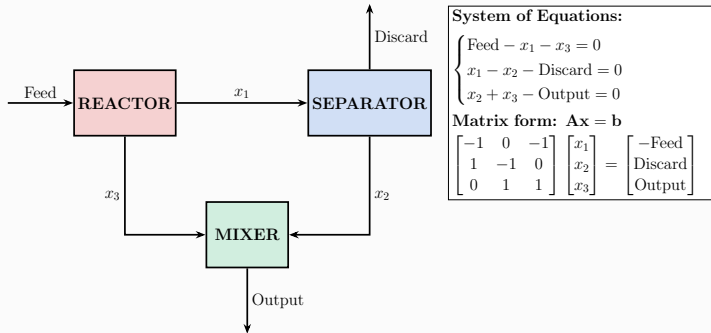 Discard
Feed
REACTOR
x₁
SEPARATOR
x₃
x₂
MIXER
Output
System of Equations:
{ Feed − x₁ − x₃ = 0
x₁ − x₂ − Discard = 0
x₂ + x₃ − Output = 0
Matrix form: Ax = b
[−1 0 −1] [x₁] [−Feed]
[1 −1 0] [x₂] = [Discard]
[0 1 1] [x₃] [Output]